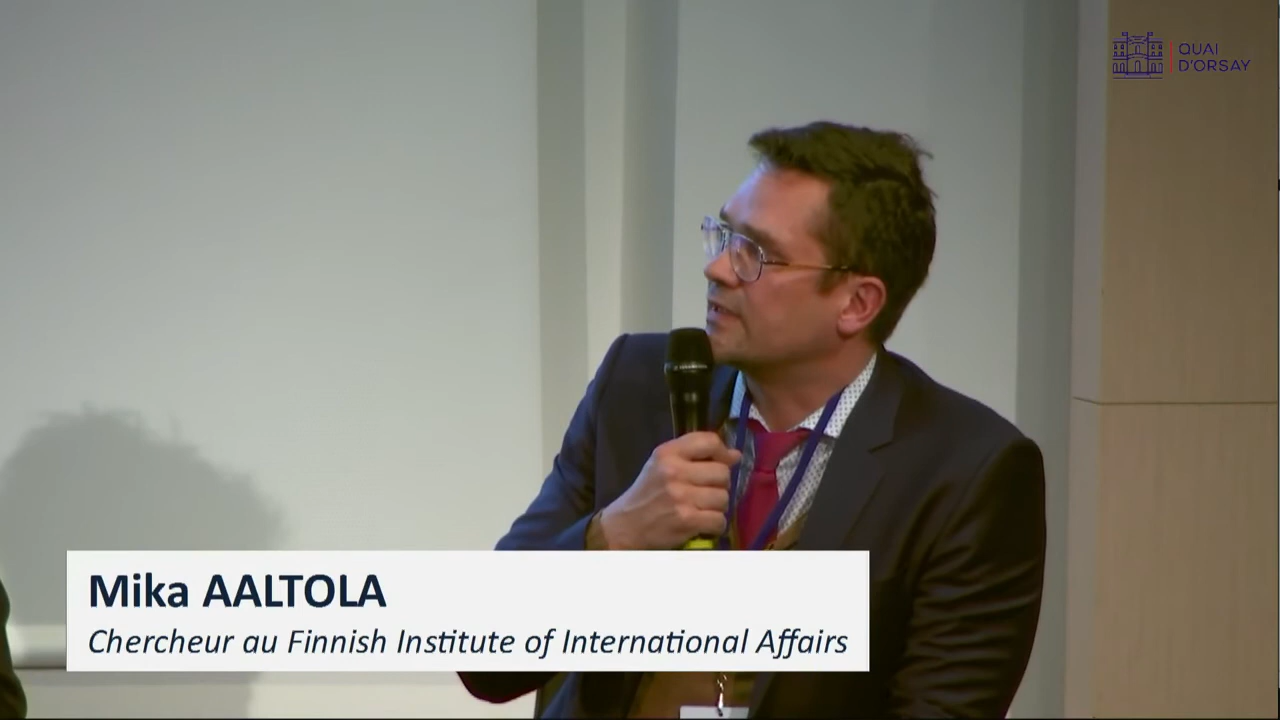 QUAI
D'ORSAY
Mika AALTOLA
Chercheur au Finnish Institute of International Affairs